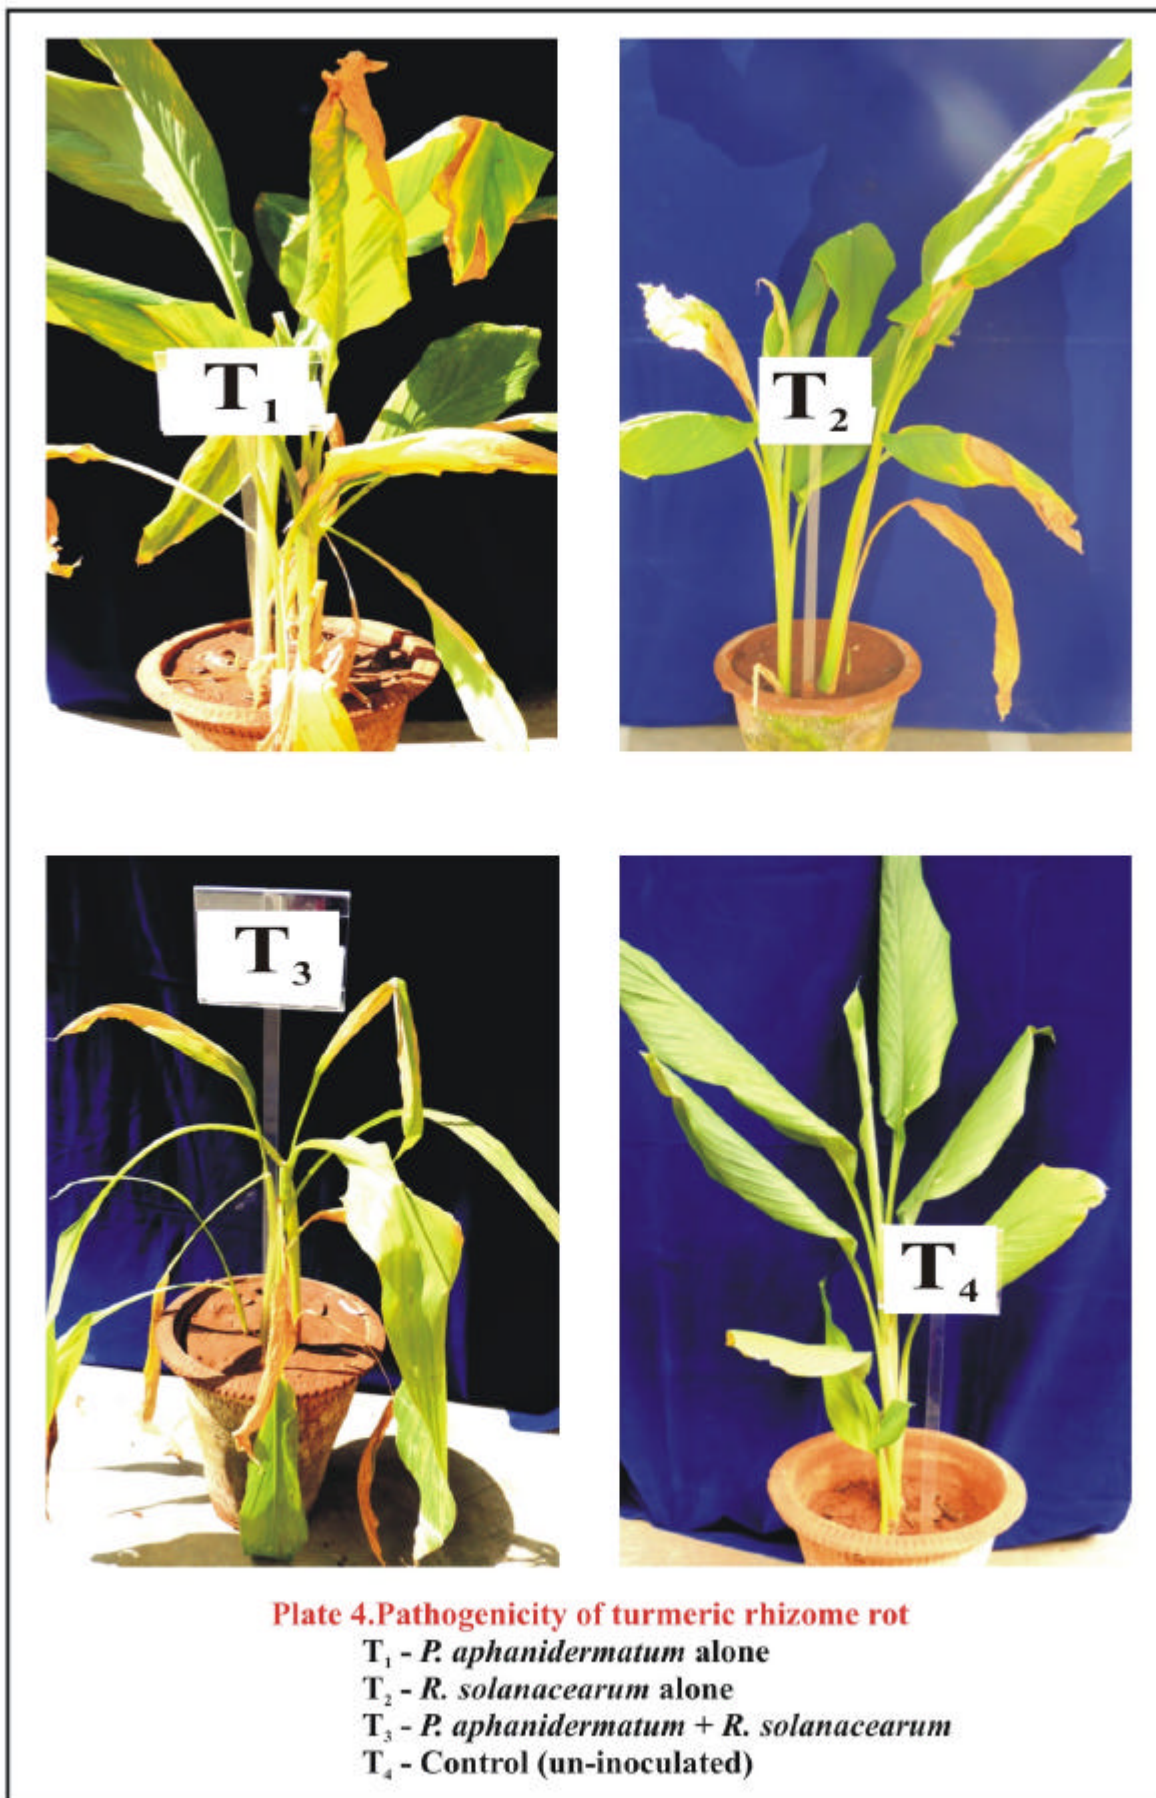 T₁
T₂
T₃
T₄
Plate 4.Pathogenicity of turmeric rhizome rot
T₁ - P. aphanidermatum alone
T₂ - R. solanacearum alone
T₃ - P. aphanidermatum + R. solanacearum
T₄ - Control (un-inoculated)